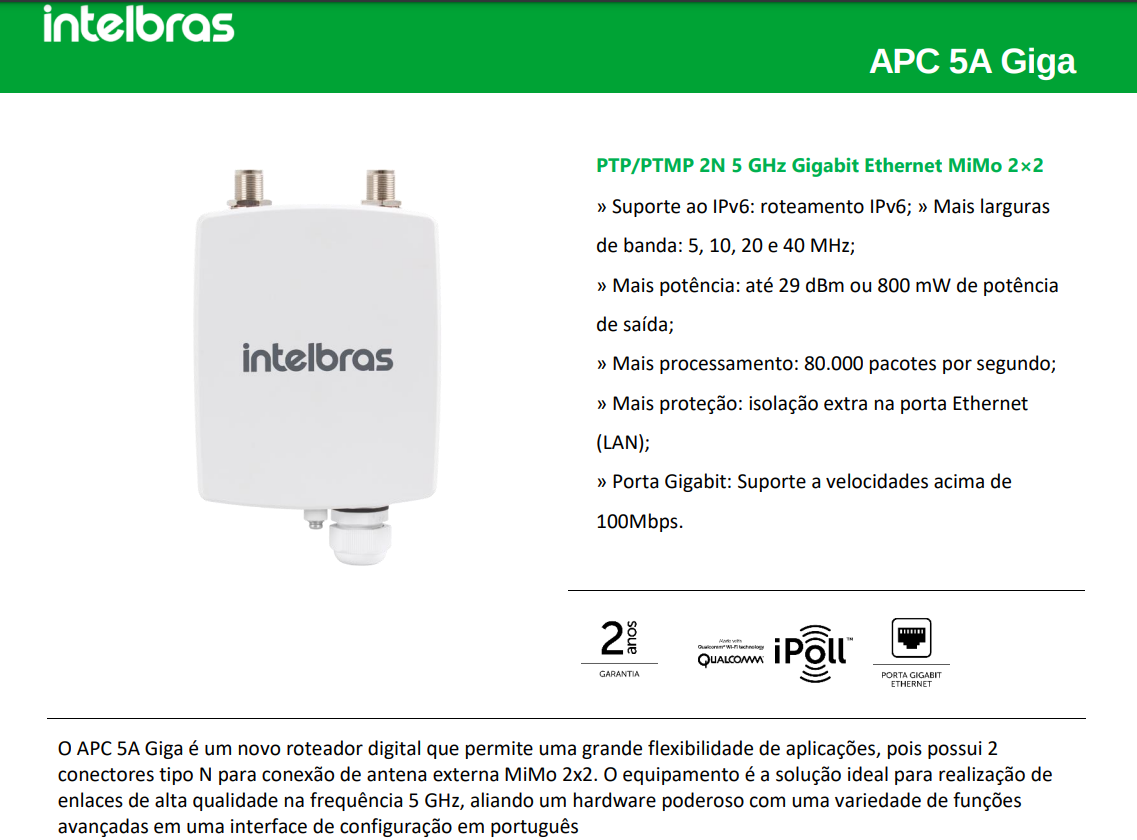 intelbras
APC 5A Giga
PTP/PTMP 2N 5 GHz Gigabit Ethernet MiMo 2×2
» Suporte ao IPv6: roteamento IPv6; » Mais larguras
de banda: 5, 10, 20 e 40 MHz;
» Mais potência: até 29 dBm ou 800 mW de potência
de saída;
» Mais processamento: 80.000 pacotes por segundo;
» Mais proteção: isolação extra na porta Ethernet
(LAN);
» Porta Gigabit: Suporte a velocidades acima de
100Mbps.
intelbras
2 anos
GARANTIA
Made with
Qualcomm® Wi-Fi technology
QUALCOMM
iPoll™
PORTA GIGABIT
ETHERNET
O APC 5A Giga é um novo roteador digital que permite uma grande flexibilidade de aplicações, pois possui 2
conectores tipo N para conexão de antena externa MiMo 2x2. O equipamento é a solução ideal para realização de
enlaces de alta qualidade na frequência 5 GHz, aliando um hardware poderoso com uma variedade de funções
avançadas em uma interface de configuração em português